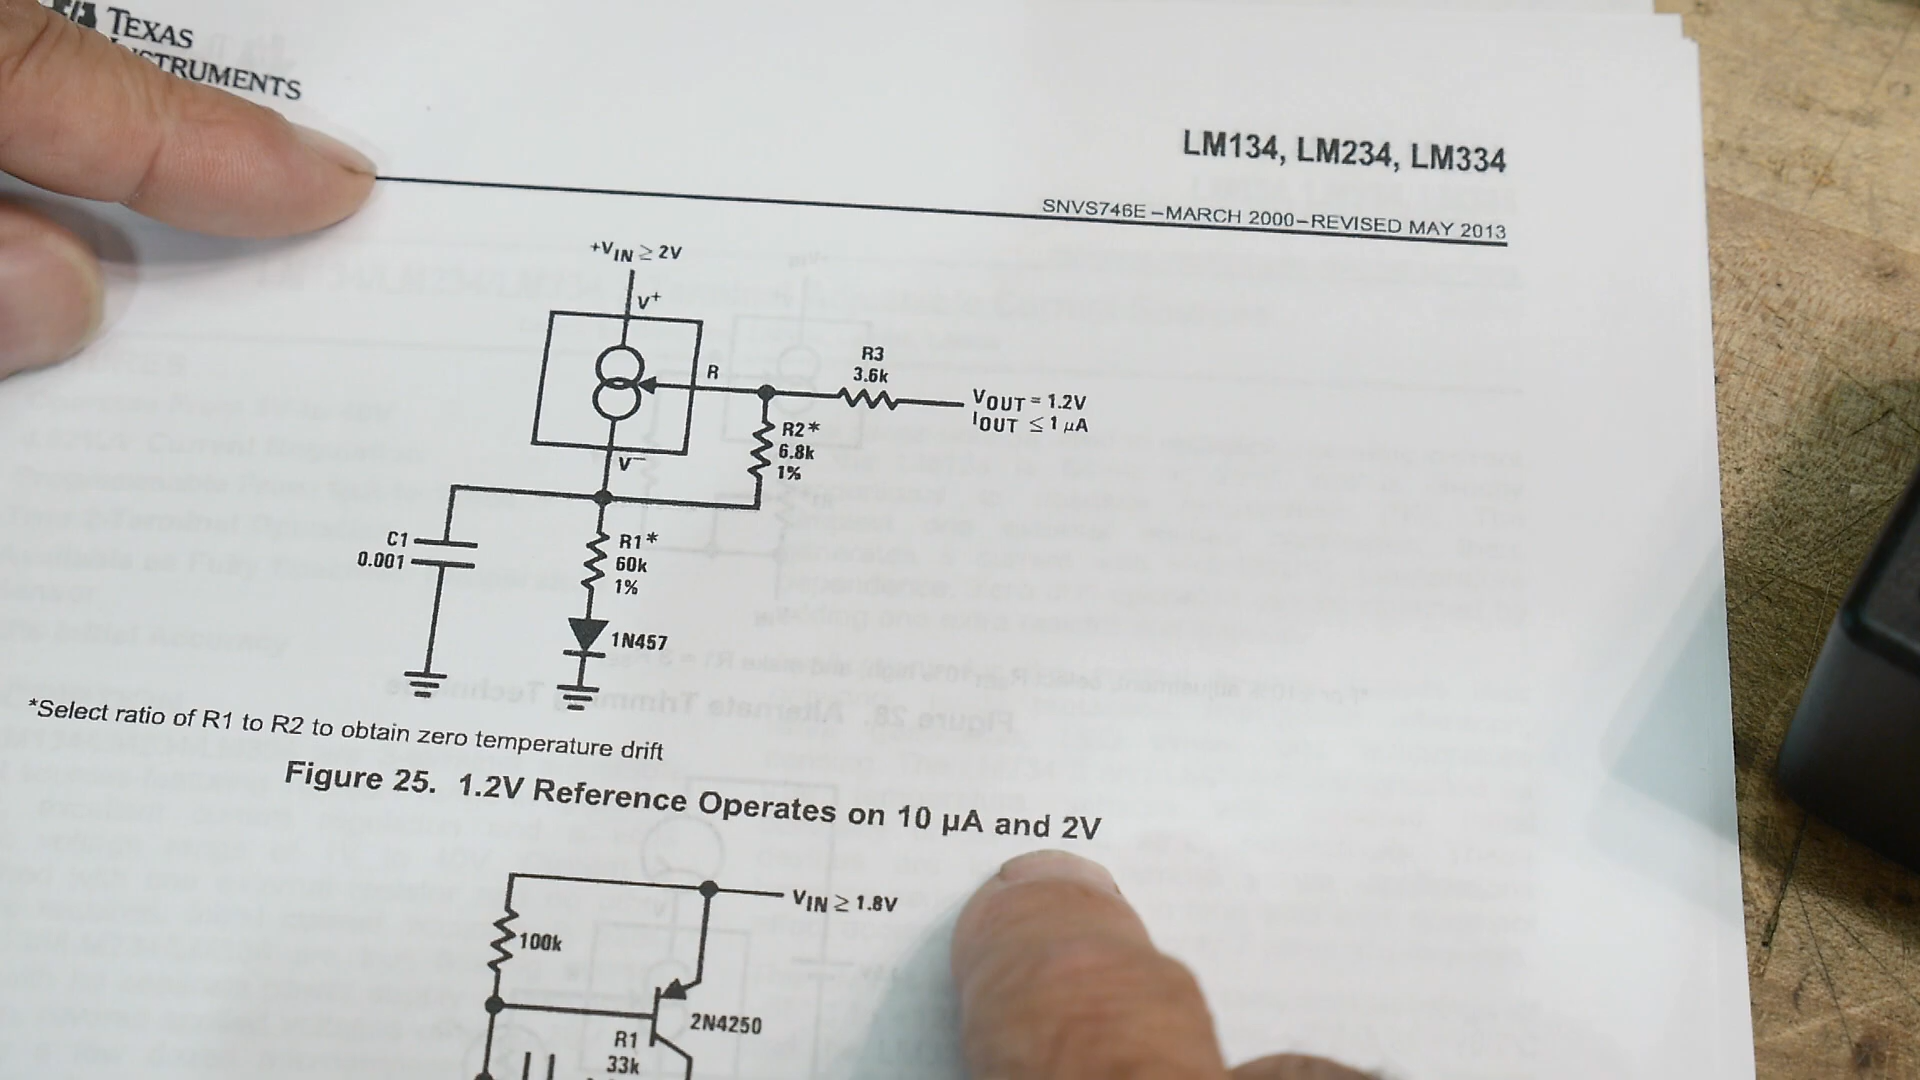 TEXAS
INSTRUMENTS
LM134, LM234, LM334
SNVS746E –MARCH 2000–REVISED MAY 2013
+VIN ≥ 2V
V+
R
R3
3.6k
VOUT = 1.2V
IOUT ≤ 1 µA
R2*
6.8k
1%
V−
C1
0.001
R1*
60k
1%
1N457
*Select ratio of R1 to R2 to obtain zero temperature drift
Figure 25. 1.2V Reference Operates on 10 µA and 2V
VIN ≥ 1.8V
100k
2N4250
R1
33k